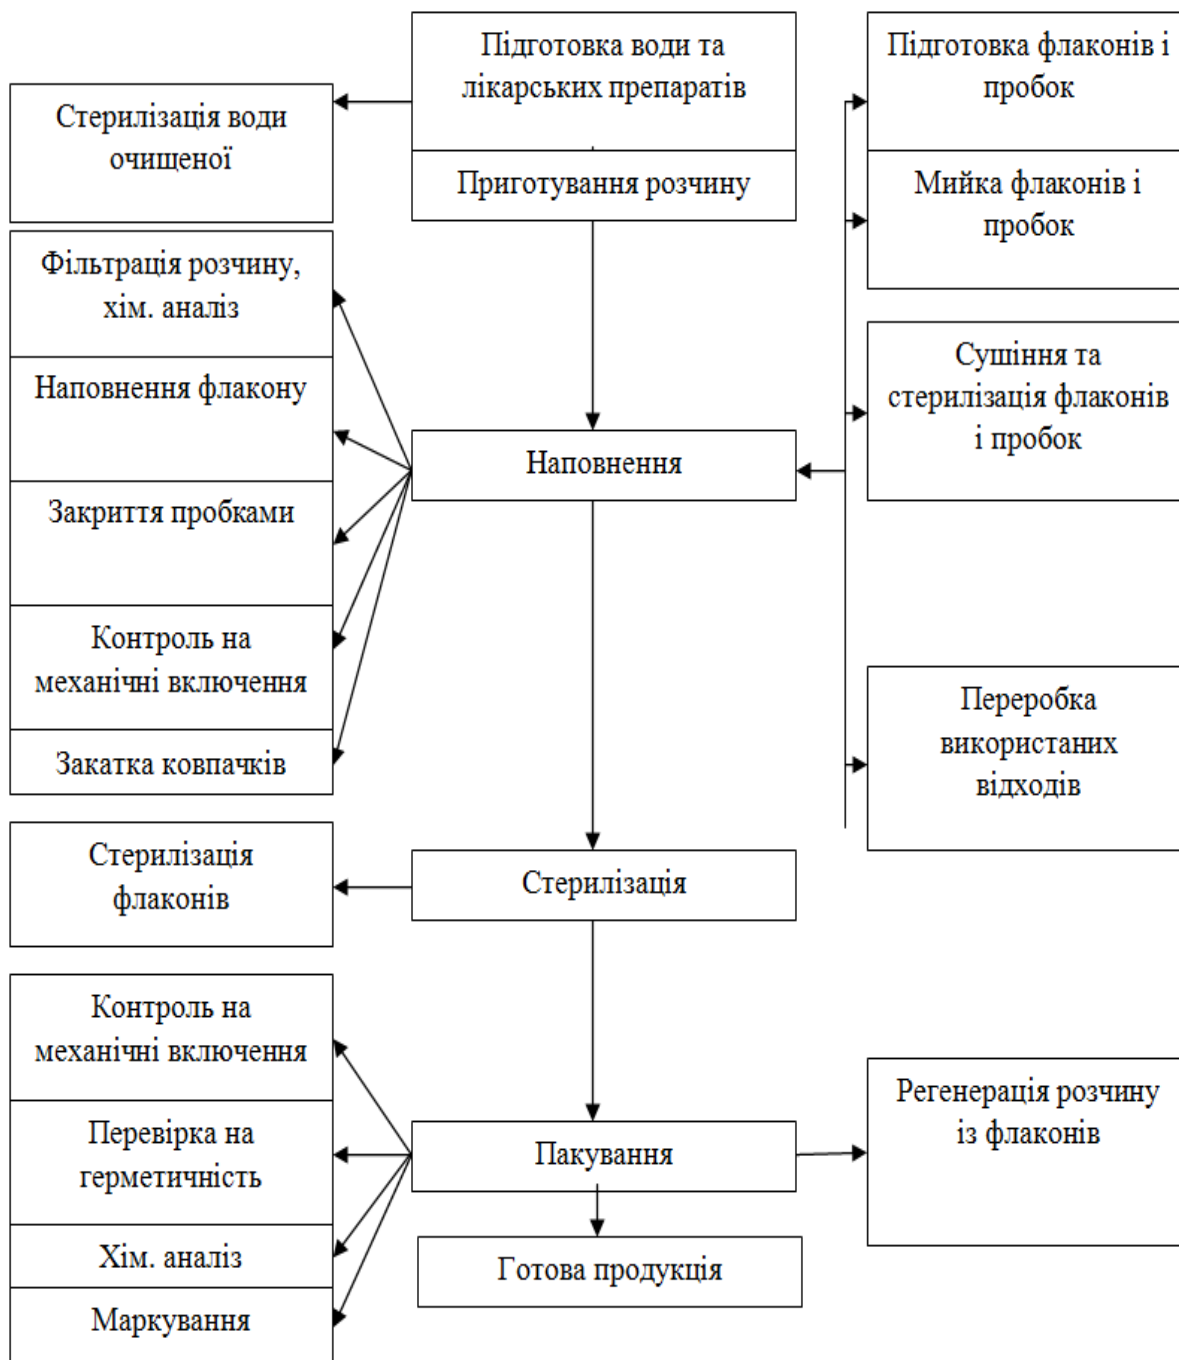 Підготовка води та
лікарських препаратів
Підготовка флаконів і
пробок
Стерилізація води
очищеної
Приготування розчину
Мийка флаконів і
пробок
Фільтрація розчину,
хім. аналіз
Наповнення флакону
Закриття пробками
Контроль на
механічні включення
Закатка ковпачків
Наповнення
Сушіння та
стерилізація флаконів
і пробок
Переробка
використаних
відходів
Стерилізація
флаконів
Стерилізація
Контроль на
механічні включення
Перевірка на
герметичність
Хім. аналіз
Маркування
Пакування
Регенерація розчину
із флаконів
Готова продукція